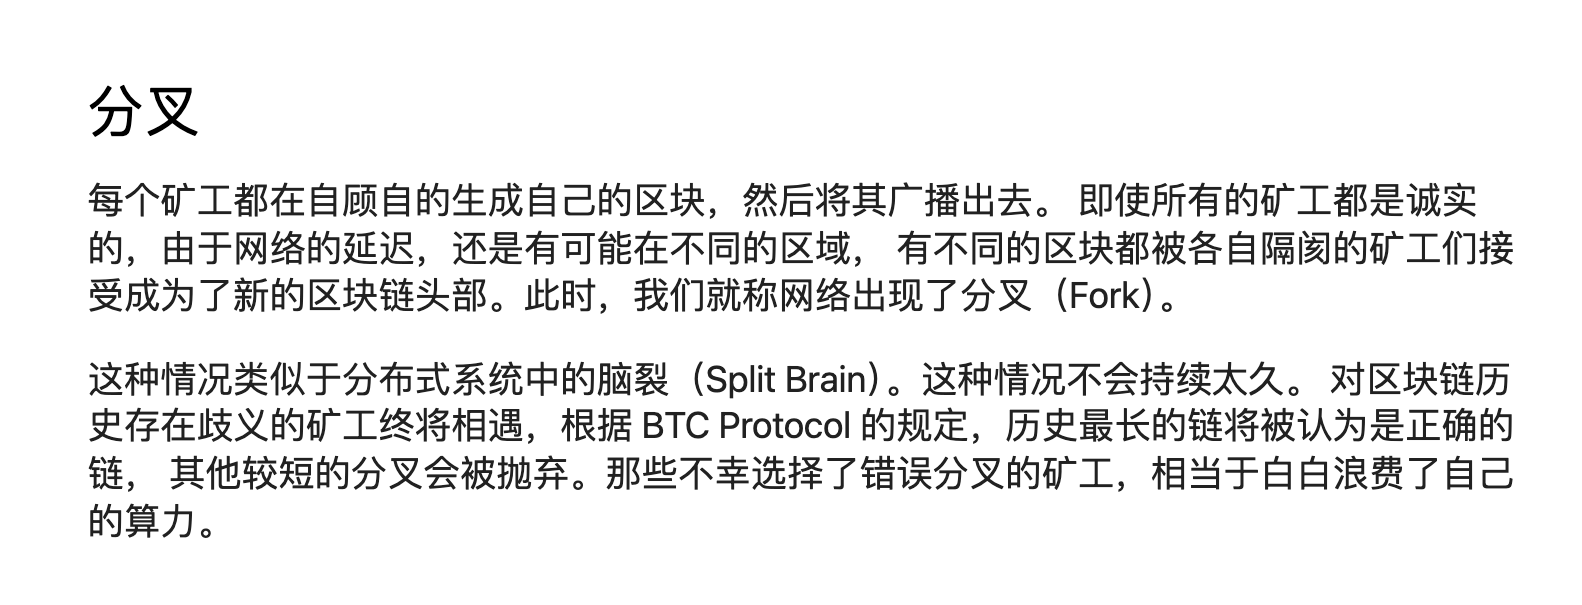 分叉
每个矿工都在自顾自的生成自己的区块，然后将其广播出去。 即使所有的矿工都是诚实
的，由于网络的延迟，还是有可能在不同的区域， 有不同的区块都被各自隔阂的矿工们接
受成为了新的区块链头部。此时，我们就称网络出现了分叉（Fork）。
这种情况类似于分布式系统中的脑裂（Split Brain）。这种情况不会持续太久。 对区块链历
史存在歧义的矿工终将相遇，根据 BTC Protocol 的规定，历史最长的链将被认为是正确的
链， 其他较短的分叉会被抛弃。那些不幸选择了错误分叉的矿工，相当于白白浪费了自己
的算力。